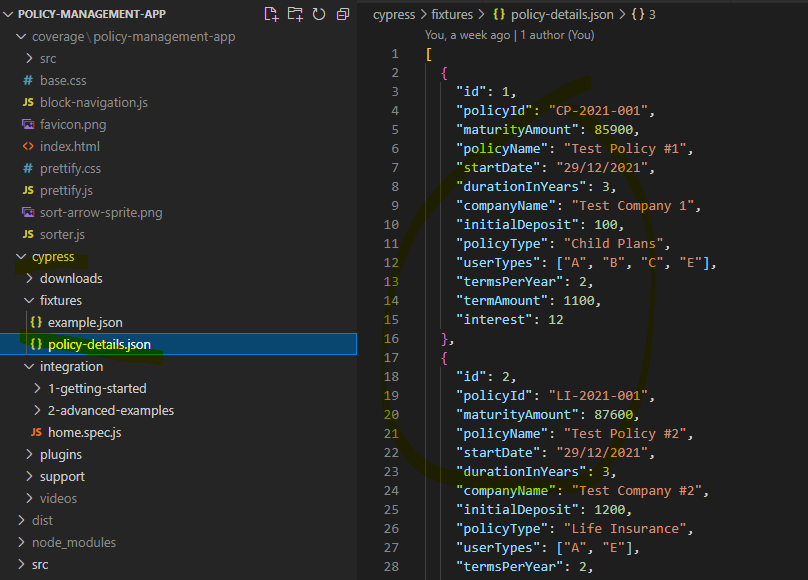 POLICY-MANAGEMENT-APP
coverage\policy-management-app
src
# base.css
JS block-navigation.js
favicon.png
<> index.html
# prettify.css
JS prettify.js
sort-arrow-sprite.png
JS sorter.js
cypress
downloads
fixtures
{} example.json
{} policy-details.json
integration
1-getting-started
2-advanced-examples
JS home.spec.js
plugins
support
videos
dist
node_modules
src
cypress > fixtures > {} policy-details.json > {} 3
You, a week ago | 1 author (You)
1 [
2 {
3 "id": 1,
4 "policyId": "CP-2021-001",
5 "maturityAmount": 85900,
6 "policyName": "Test Policy #1",
7 "startDate": "29/12/2021",
8 "durationInYears": 3,
9 "companyName": "Test Company 1",
10 "initialDeposit": 100,
11 "policyType": "Child Plans",
12 "userTypes": ["A", "B", "C", "E"],
13 "termsPerYear": 2,
14 "termAmount": 1100,
15 "interest": 12
16 },
17 {
18 "id": 2,
19 "policyId": "LI-2021-001",
20 "maturityAmount": 87600,
21 "policyName": "Test Policy #2",
22 "startDate": "29/12/2021",
23 "durationInYears": 3,
24 "companyName": "Test Company #2",
25 "initialDeposit": 1200,
26 "policyType": "Life Insurance",
27 "userTypes": ["A", "E"],
28 "termsPerYear": 2,